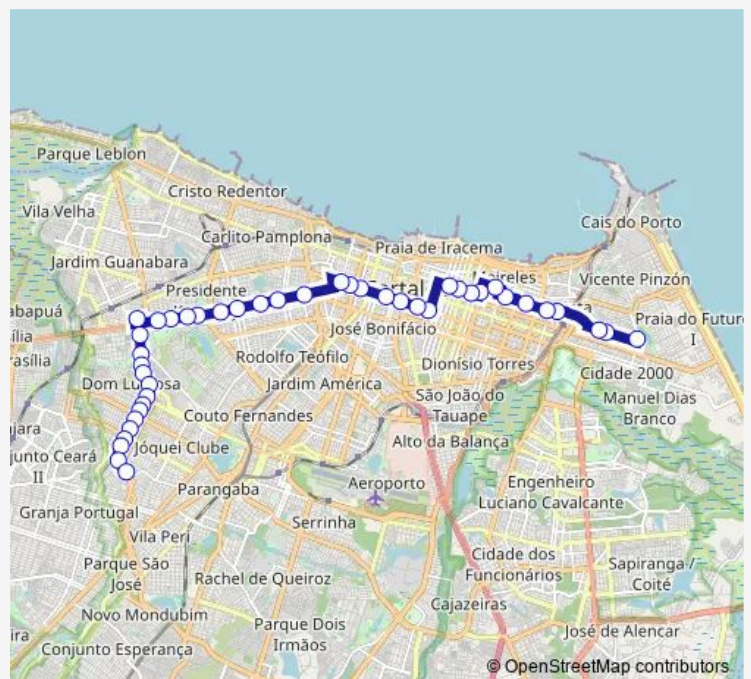 Parque Leblon
Cristo Redentor
Vila Velha
Cais do Porto
Carlito Pamplona
Praia de Iracema
Jardim Guanabara
Vicente Pinzón
Presidente
José Bonifácio
Praia do Futuro
I
Rodolfo Teófilo
Dionísio Torres
Cidade 2000
Jardim América
São João do
Tauape
Manuel Dias
Branco
Couto Fernandes
Alto da Balança
Jóquei Clube
II
Parangaba
Aeroporto
Engenheiro
Luciano Cavalcante
Granja Portugal
Serrinha
Vila Peri
Parque São
José
Rachel de Queiroz
Cidade dos
Funcionários
Sapiranga /
Coité
Novo Mondubim
Cajazeiras
Parque Dois
Irmãos
José de Alencar
Conjunto Esperança
© OpenStreetMap contributors